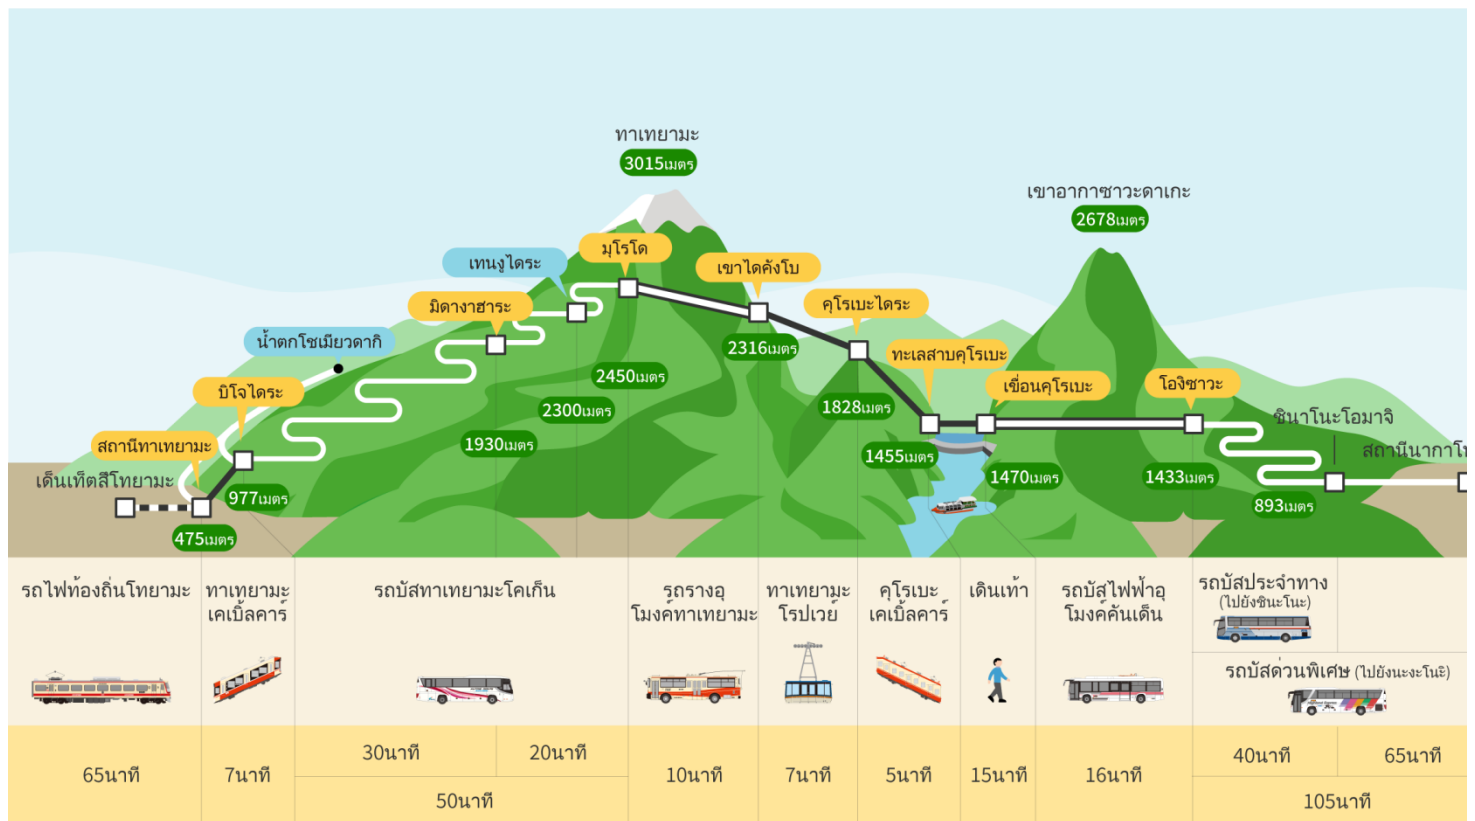 ทาเทยามะ
3015เมตร
เขาอากาซาวะดาเกะ
2678เมตร
มุโรโด
เทนงูไดระ
เขาไดคังโบ
มิดางาฮาระ
คุโรเบะไดระ
น้ำตกโชเมียวดากิ
ทะเลสาบคุโรเบะ
เขื่อนคุโรเบะ
โองิซาวะ
บิโจไดระ
ชินาโนะโอมาจิ
สถานีทาเทยามะ
สถานีนากาโน
เด็นเท็ตสึโทยามะ
2316เมตร
2450เมตร
2300เมตร
1828เมตร
1930เมตร
1455เมตร
1470เมตร
1433เมตร
977เมตร
893เมตร
475เมตร
รถไฟท้องถิ่นโทยามะ
ทาเทยามะ
เคเบิ้ลคาร์
รถบัสทาเทยามะโคเก็น
รถรางอุ
โมงค์ทาเทยามะ
ทาเทยามะ
โรปเวย์
คุโรเบะ
เคเบิ้ลคาร์
เดินเท้า
รถบัสไฟฟ้าอุ
โมงค์คันเด็น
รถบัสประจำทาง
(ไปยังชินะโนะ)
รถบัสด่วนพิเศษ (ไปยังนะงะโนะ)
65นาที
7นาที
30นาที
20นาที
50นาที
10นาที
7นาที
5นาที
15นาที
16นาที
40นาที
65นาที
105นาที